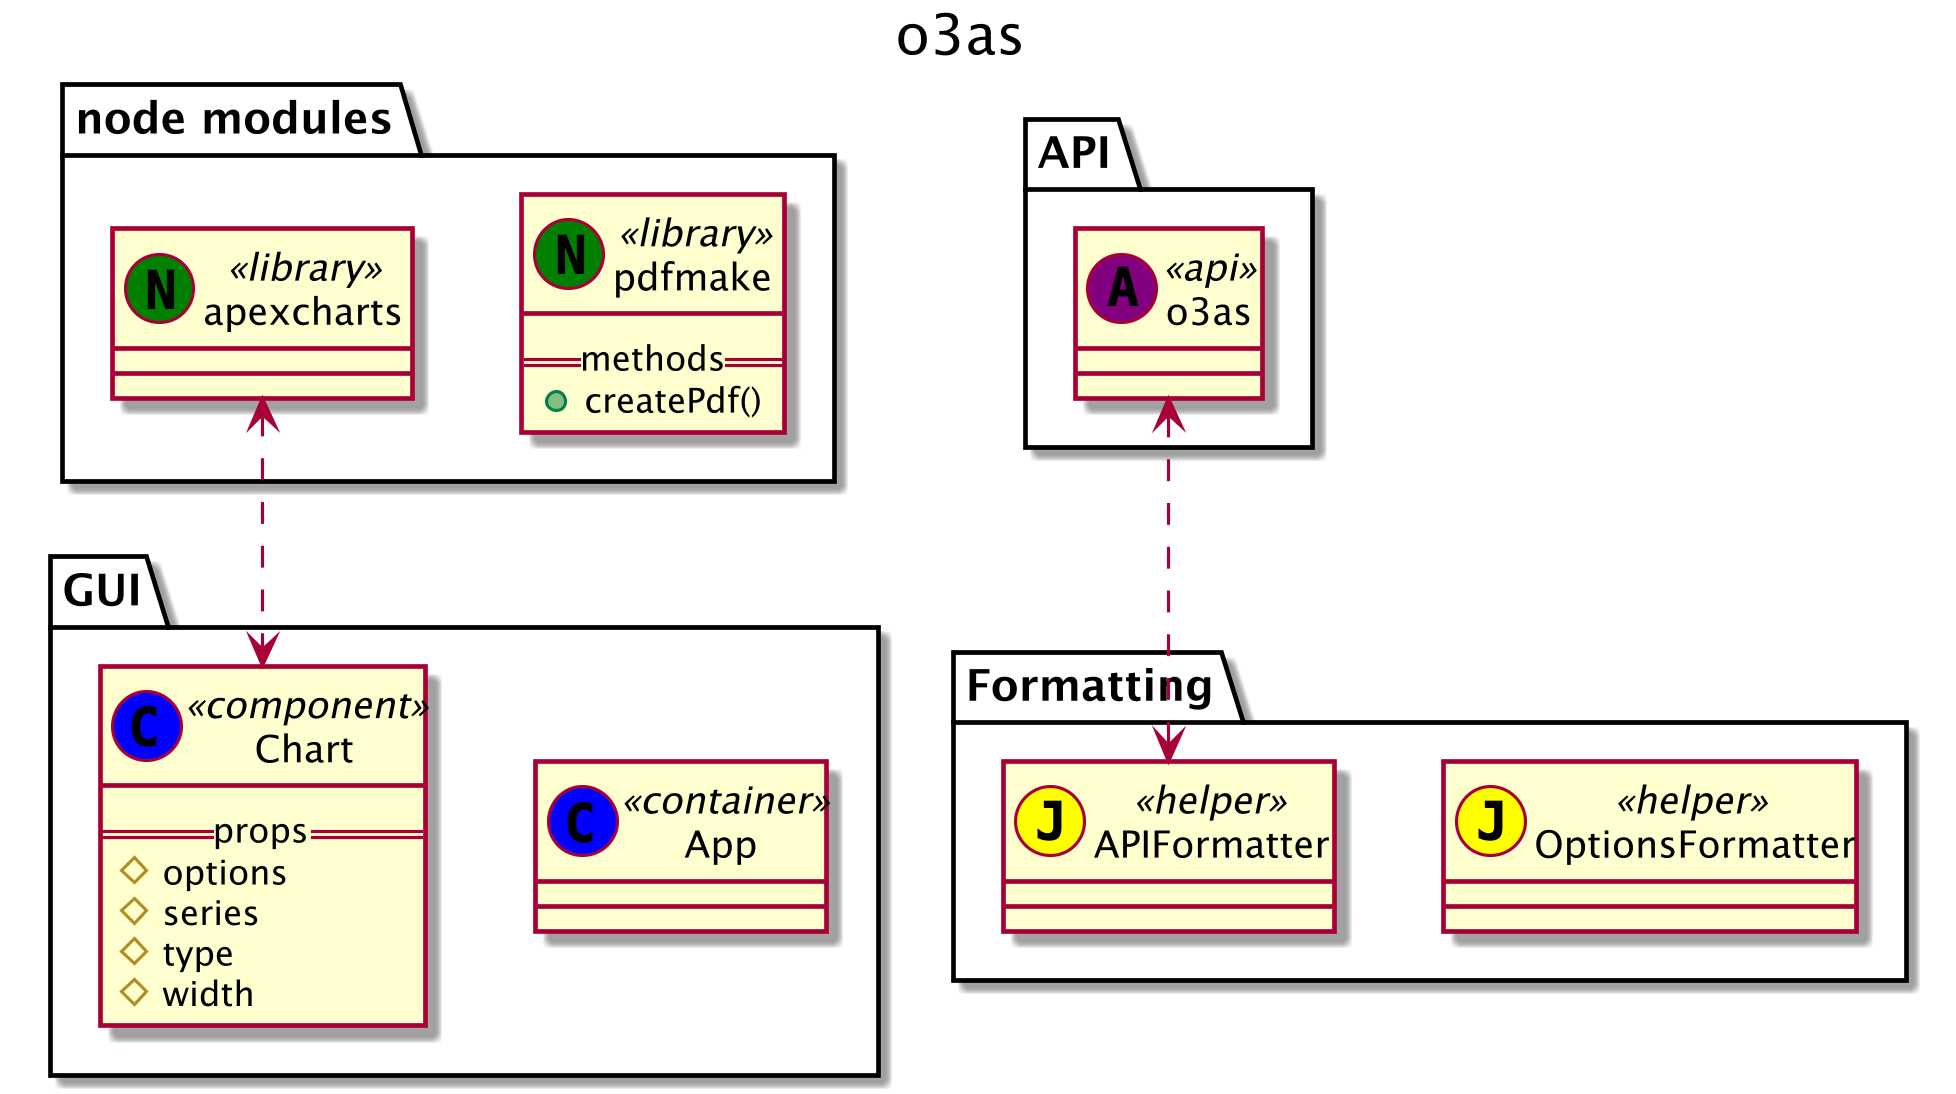 o3as
node modules
N
«library»
apexcharts
N
«library»
pdfmake
methods
createPdf()
API
A
«api»
o3as
GUI
C
«component»
Chart
props
options
series
type
width
C
«container»
App
Formatting
J
«helper»
APIFormatter
J
«helper»
OptionsFormatter